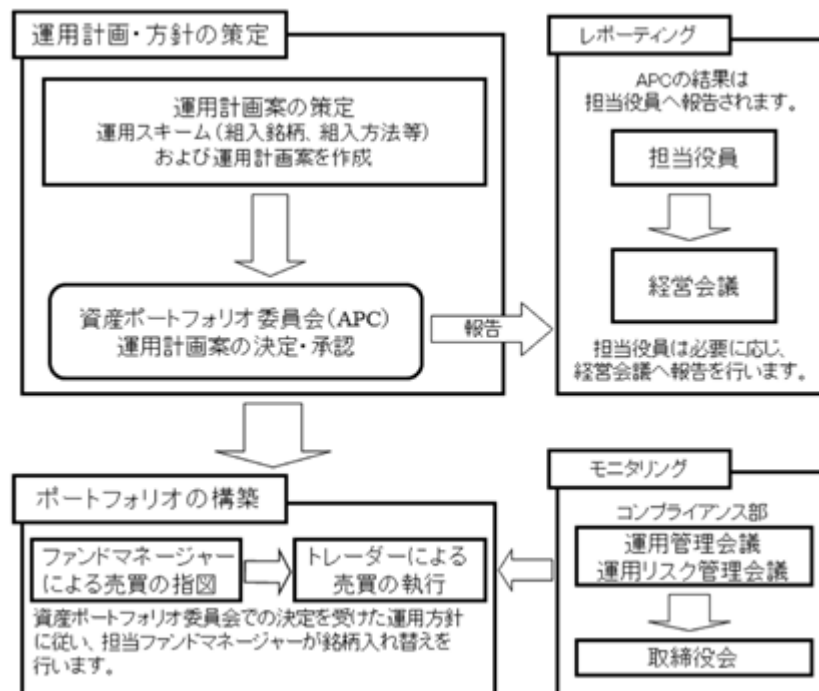 運用計画・方針の策定
運用計画案の策定
運用スキーム（組入銘柄、組入方法等）
および運用計画案を作成
資産ポートフォリオ委員会（APC）
運用計画案の決定・承認
報告
レポーティング
APCの結果は
担当役員へ報告されます。
担当役員
経営会議
担当役員は必要に応じ、
経営会議へ報告を行います。
ポートフォリオの構築
ファンドマネージャー
による売買の指図
トレーダーによる
売買の執行
資産ポートフォリオ委員会での決定を受けた運用方針
に従い、担当ファンドマネージャーが銘柄入れ替えを
行います。
モニタリング
コンプライアンス部
運用管理会議
運用リスク管理会議
取締役会